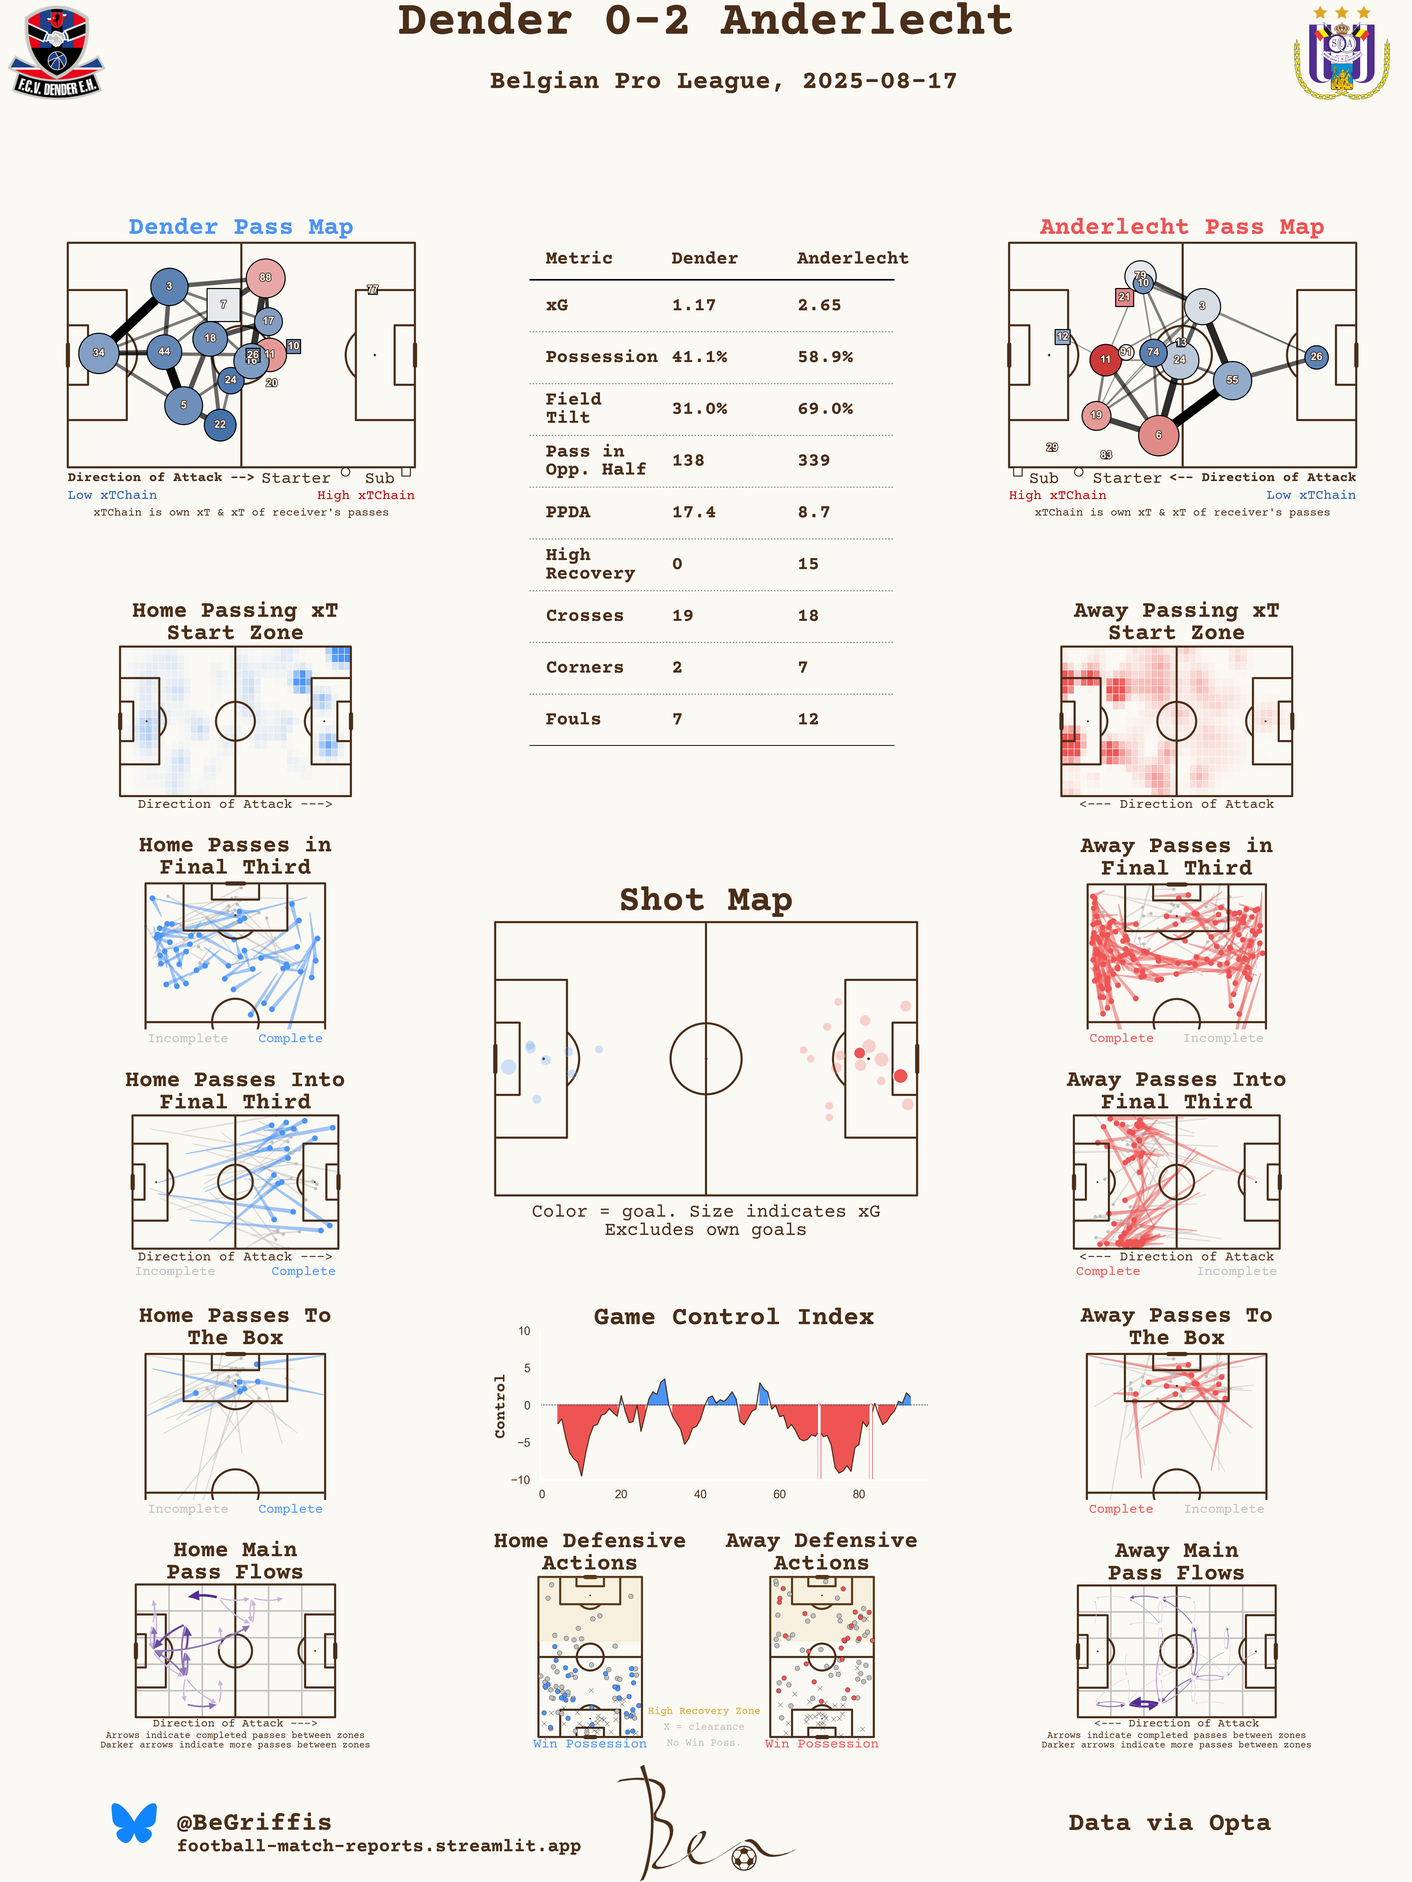 Dender 0-2 Anderlecht
Belgian Pro League, 2025-08-17
F.C.V. DENDER E.H.
Dender Pass Map
3
88
7
77
17
18
34
44
26
11
10
24
20
5
22
Direction of Attack --> Starter Sub
Low xTChain High xTChain
xTChain is own xT & xT of receiver's passes
Metric Dender Anderlecht
xG 1.17 2.65
Possession 41.1% 58.9%
Field
Tilt 31.0% 69.0%
Pass in
Opp. Half 138 339
PPDA 17.4 8.7
High
Recovery 0 15
Crosses 19 18
Corners 2 7
Fouls 7 12
Anderlecht Pass Map
79
10
21
3
12
13
91
74
11
24
26
55
19
6
29
83
Sub Starter <-- Direction of Attack
High xTChain Low xTChain
xTChain is own xT & xT of receiver's passes
Home Passing xT
Start Zone
Direction of Attack --->
Away Passing xT
Start Zone
<--- Direction of Attack
Home Passes in
Final Third
Incomplete Complete
Away Passes in
Final Third
Complete Incomplete
Shot Map
Color = goal. Size indicates xG
Excludes own goals
Home Passes Into
Final Third
Direction of Attack --->
Incomplete Complete
Away Passes Into
Final Third
<--- Direction of Attack
Complete Incomplete
Home Passes To
The Box
Incomplete Complete
Game Control Index
Control
10
5
0
−5
−10
0 20 40 60 80
Away Passes To
The Box
Complete Incomplete
Home Main
Pass Flows
Direction of Attack --->
Arrows indicate completed passes between zones
Darker arrows indicate more passes between zones
Home Defensive
Actions
Win Possession
Away Defensive
Actions
Win Possession
High Recovery Zone
X = clearance
No Win Poss.
Away Main
Pass Flows
<--- Direction of Attack
Arrows indicate completed passes between zones
Darker arrows indicate more passes between zones
@BeGriffis
football-match-reports.streamlit.app
Ben
Data via Opta